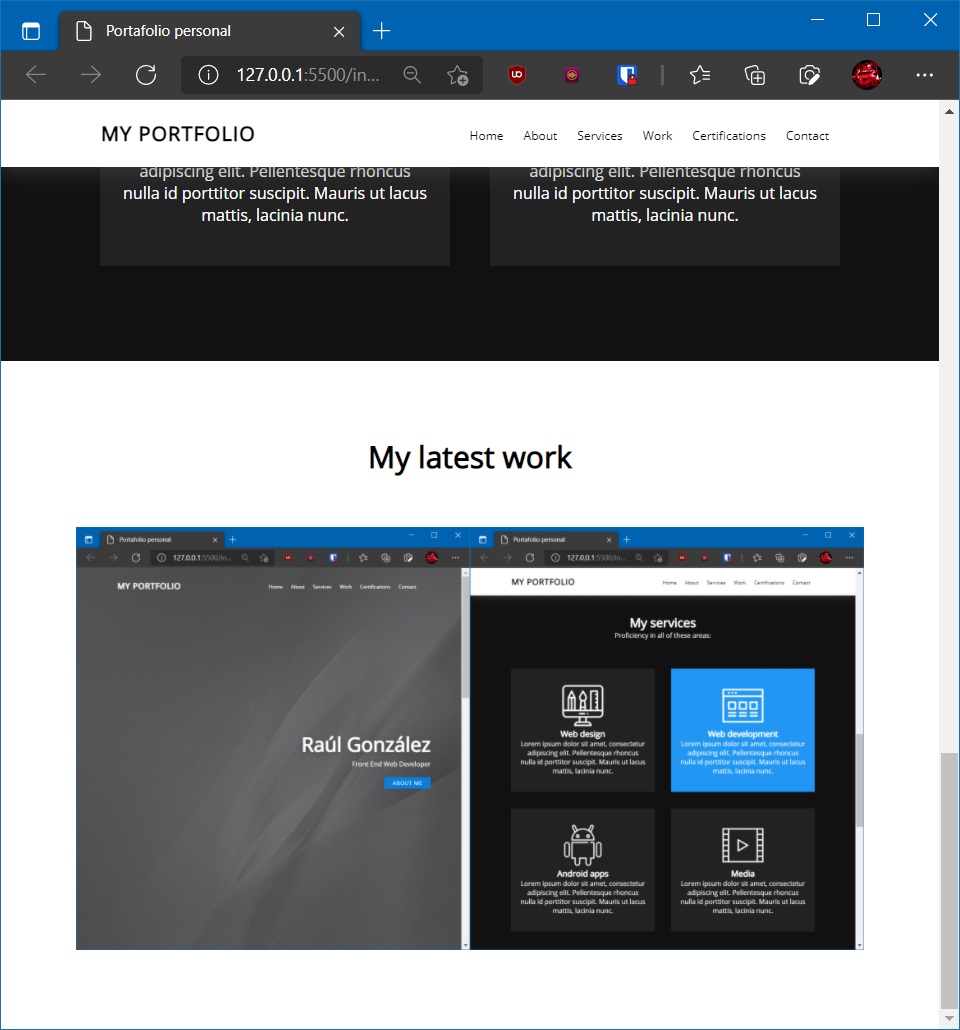 Portafolio personal
127.0.0.1:5500/in...
MY PORTFOLIO
Home About Services Work Certifications Contact
adipiscing elit. Pellentesque rhoncus
nulla id porttitor suscipit. Mauris ut lacus
mattis, lacinia nunc.
adipiscing elit. Pellentesque rhoncus
nulla id porttitor suscipit. Mauris ut lacus
mattis, lacinia nunc.
My latest work
Portafolio personal
127.0.0.1:5500/in...
MY PORTFOLIO
Home About Services Work Certifications Contact
Raúl González
Front End Web Developer
ABOUT ME
Portafolio personal
127.0.0.1:5500/in...
MY PORTFOLIO
Home About Services Work Certifications Contact
My services
Proficiency in all of these areas:
Web design
Lorem ipsum dolor sit amet, consectetur
adipiscing elit. Pellentesque rhoncus
nulla id porttitor suscipit. Mauris ut lacus
mattis, lacinia nunc.
Web development
Lorem ipsum dolor sit amet, consectetur
adipiscing elit. Pellentesque rhoncus
nulla id porttitor suscipit. Mauris ut lacus
mattis, lacinia nunc.
Android apps
Lorem ipsum dolor sit amet, consectetur
adipiscing elit. Pellentesque rhoncus
nulla id porttitor suscipit. Mauris ut lacus
mattis, lacinia nunc.
Media
Lorem ipsum dolor sit amet, consectetur
adipiscing elit. Pellentesque rhoncus
nulla id porttitor suscipit. Mauris ut lacus
mattis, lacinia nunc.